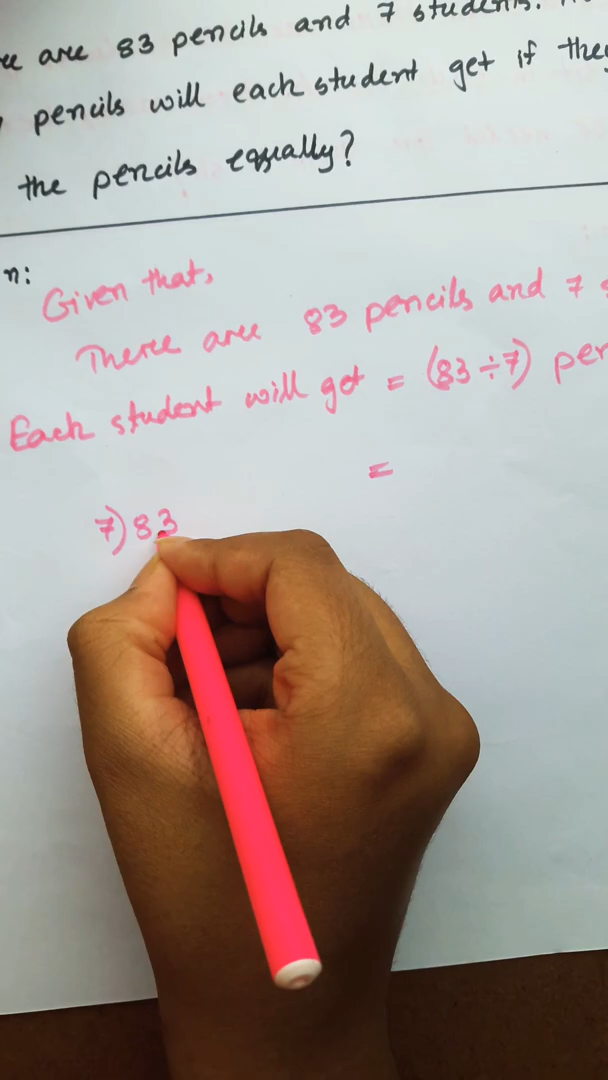 are 83 pencils and 7 students.
pencils will each student get if they
the pencils equally?
n:
Given that,
There are 83 pencils and 7
Each student will get = (83÷7) pen
=
7)83